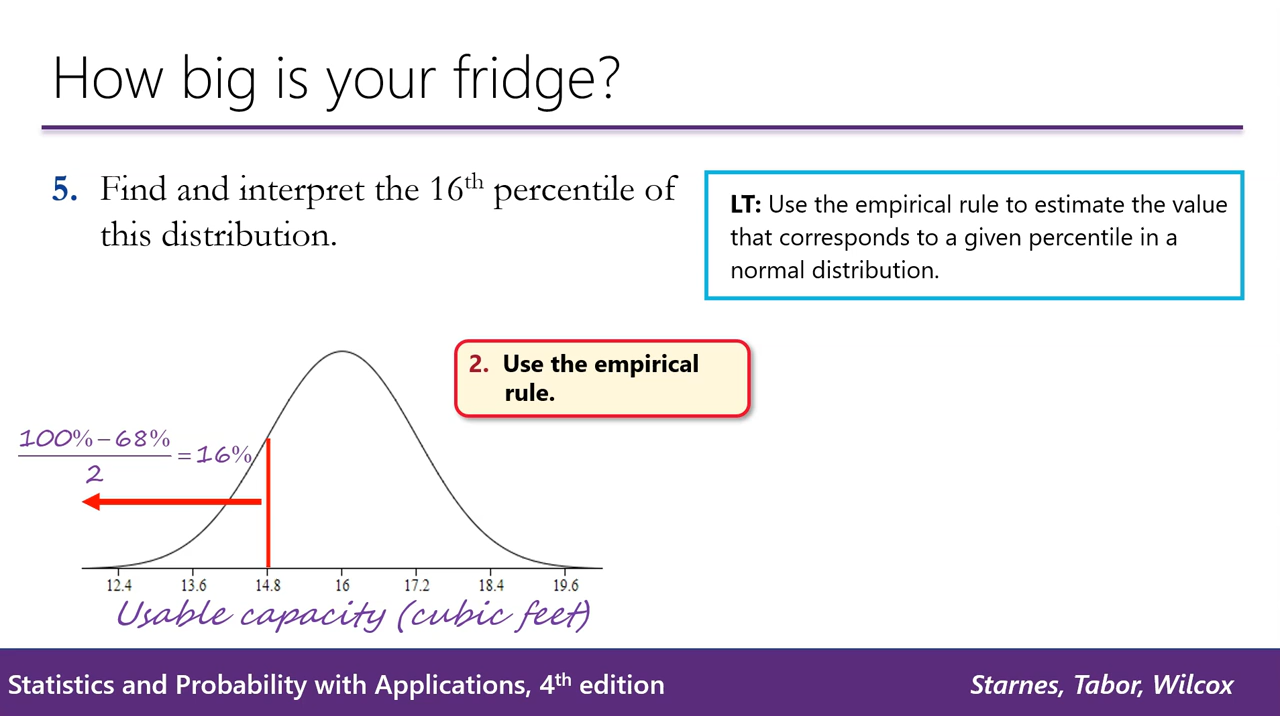 How big is your fridge?
5. Find and interpret the 16th percentile of
this distribution.
LT: Use the empirical rule to estimate the value
that corresponds to a given percentile in a
normal distribution.
2. Use the empirical
rule.
100% – 68%
2
= 16%
12.4 13.6 14.8 16 17.2 18.4 19.6
Usable capacity (cubic feet)
Statistics and Probability with Applications, 4th edition
Starnes, Tabor, Wilcox